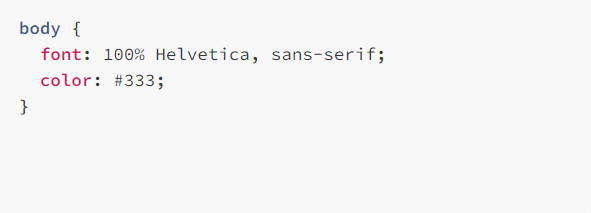 body {
  font: 100% Helvetica, sans-serif;
  color: #333;
}